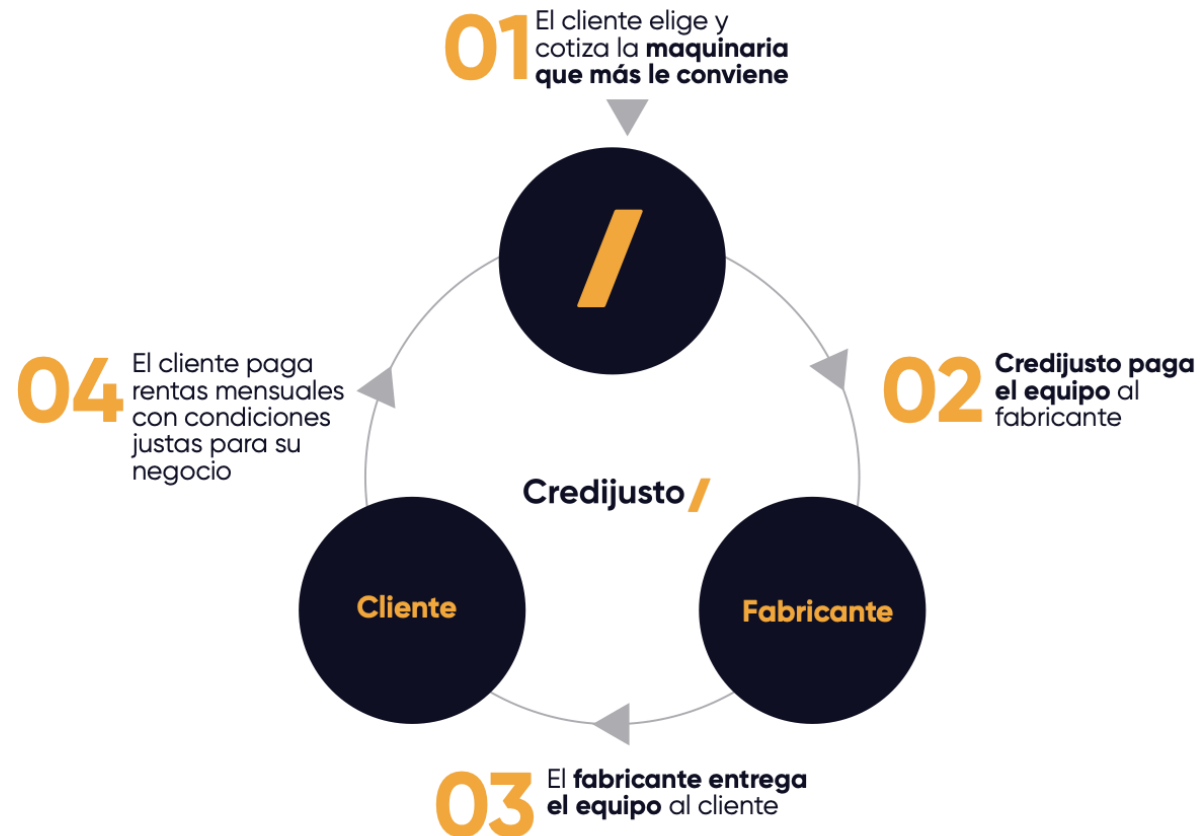 01
El cliente elige y
cotiza la maquinaria
que más le conviene
02
Credijusto paga
el equipo al
fabricante
04
El cliente paga
rentas mensuales
con condiciones
justas para su
negocio
Credijusto
Cliente
Fabricante
03
El fabricante entrega
el equipo al cliente